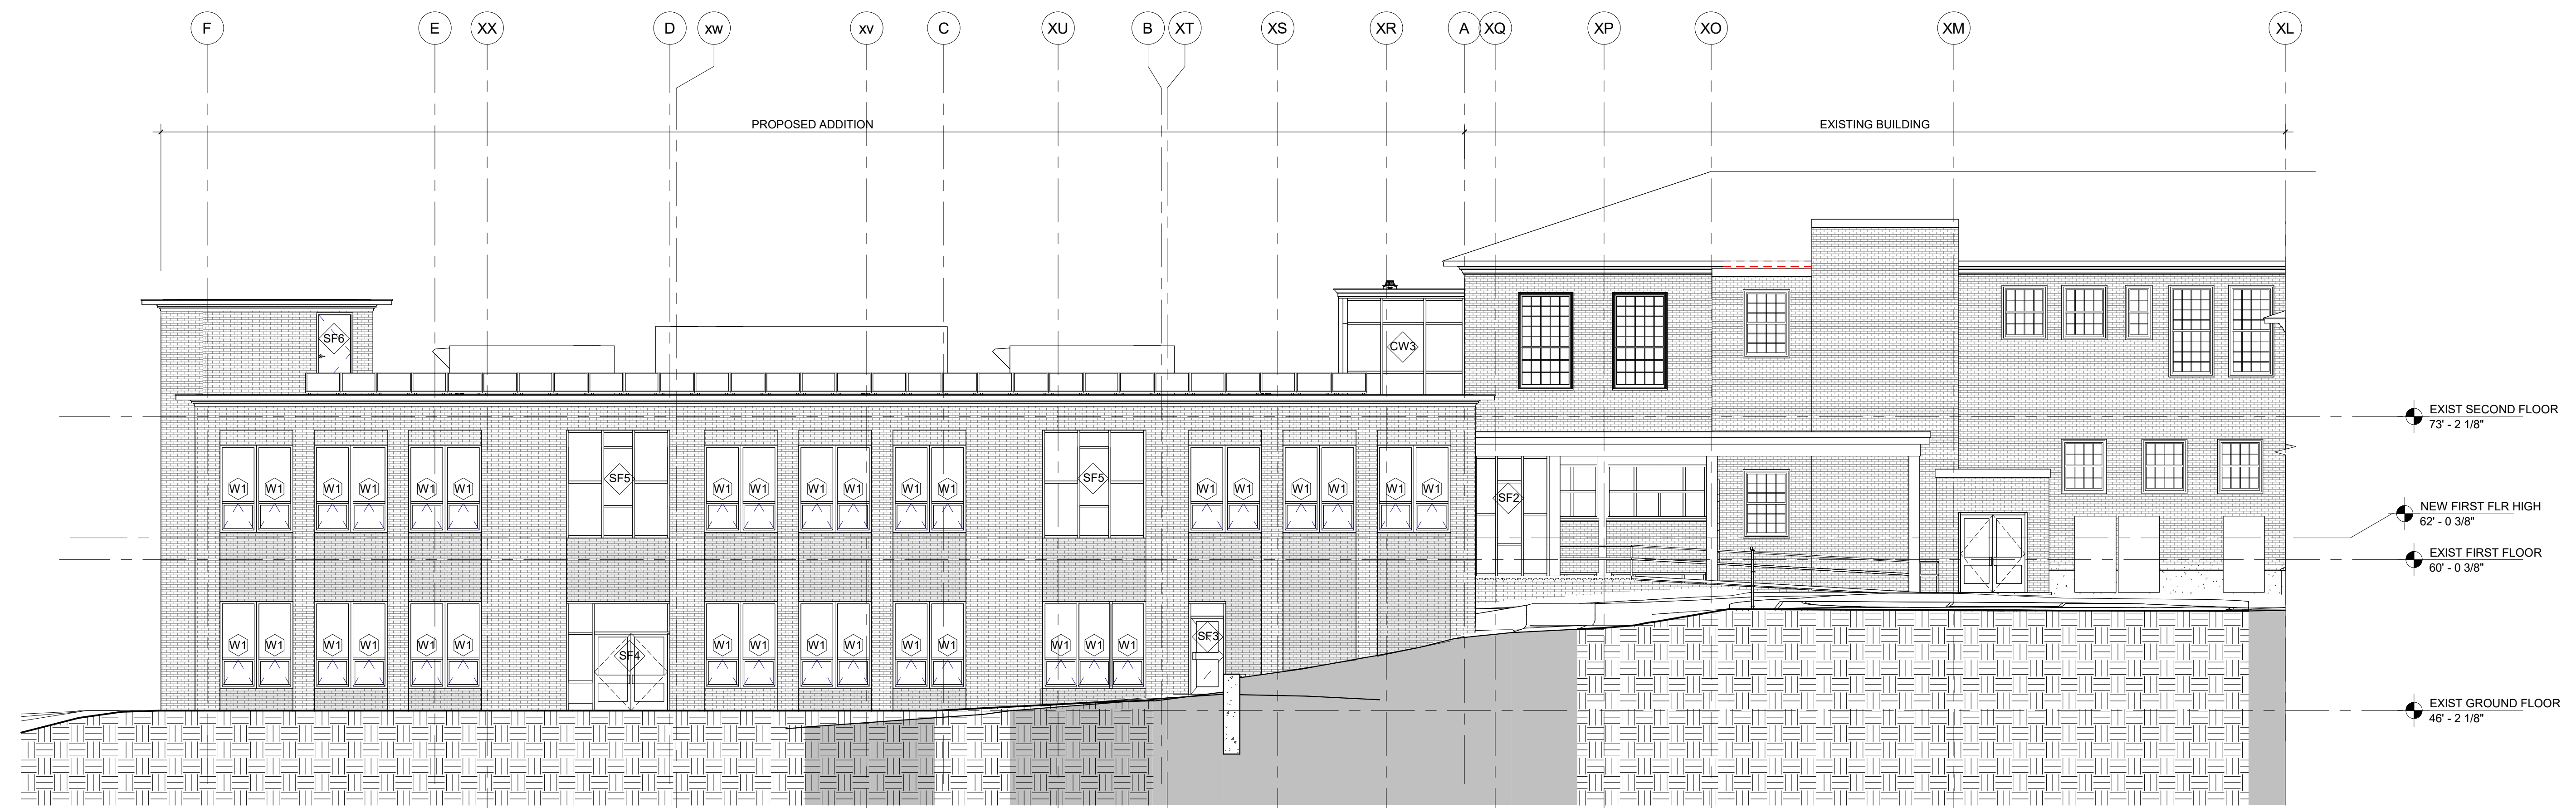 F E XX D xw xv C XU B XT XS XR A XQ XP XO XM XL
PROPOSED ADDITION EXISTING BUILDING
SF6
CW3
EXIST SECOND FLOOR
73' - 2 1/8"
SF5 SF5
W1 W1 W1 W1 W1 W1 W1 W1 W1 W1 W1 W1 W1 W1 W1 W1 W1 W1
SF2
NEW FIRST FLR HIGH
62' - 0 3/8"
EXIST FIRST FLOOR
60' - 0 3/8"
SF3
W1 W1 W1 W1 W1 W1 W1 W1 W1 W1 W1 W1 W1 W1 W1
SF4
EXIST GROUND FLOOR
46' - 2 1/8"